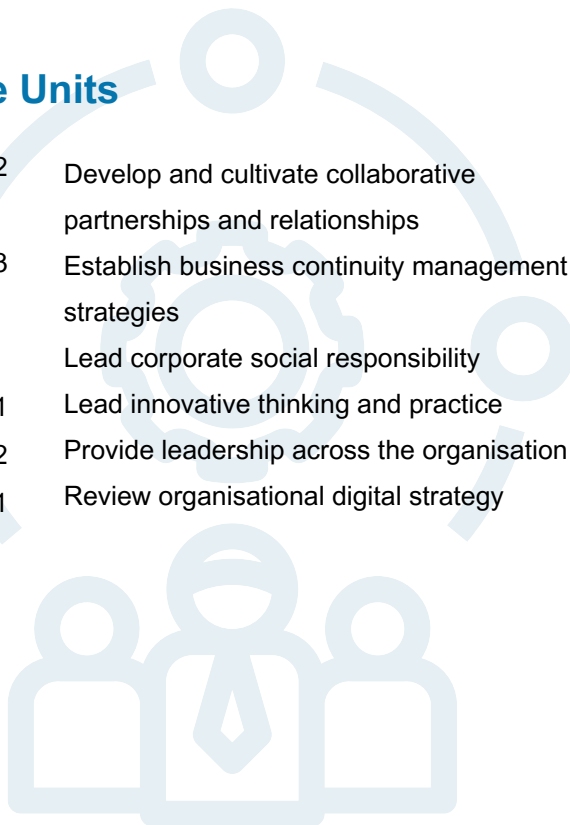 e Units
2 Develop and cultivate collaborative
partnerships and relationships
3 Establish business continuity management
strategies
Lead corporate social responsibility
1 Lead innovative thinking and practice
2 Provide leadership across the organisation
1 Review organisational digital strategy